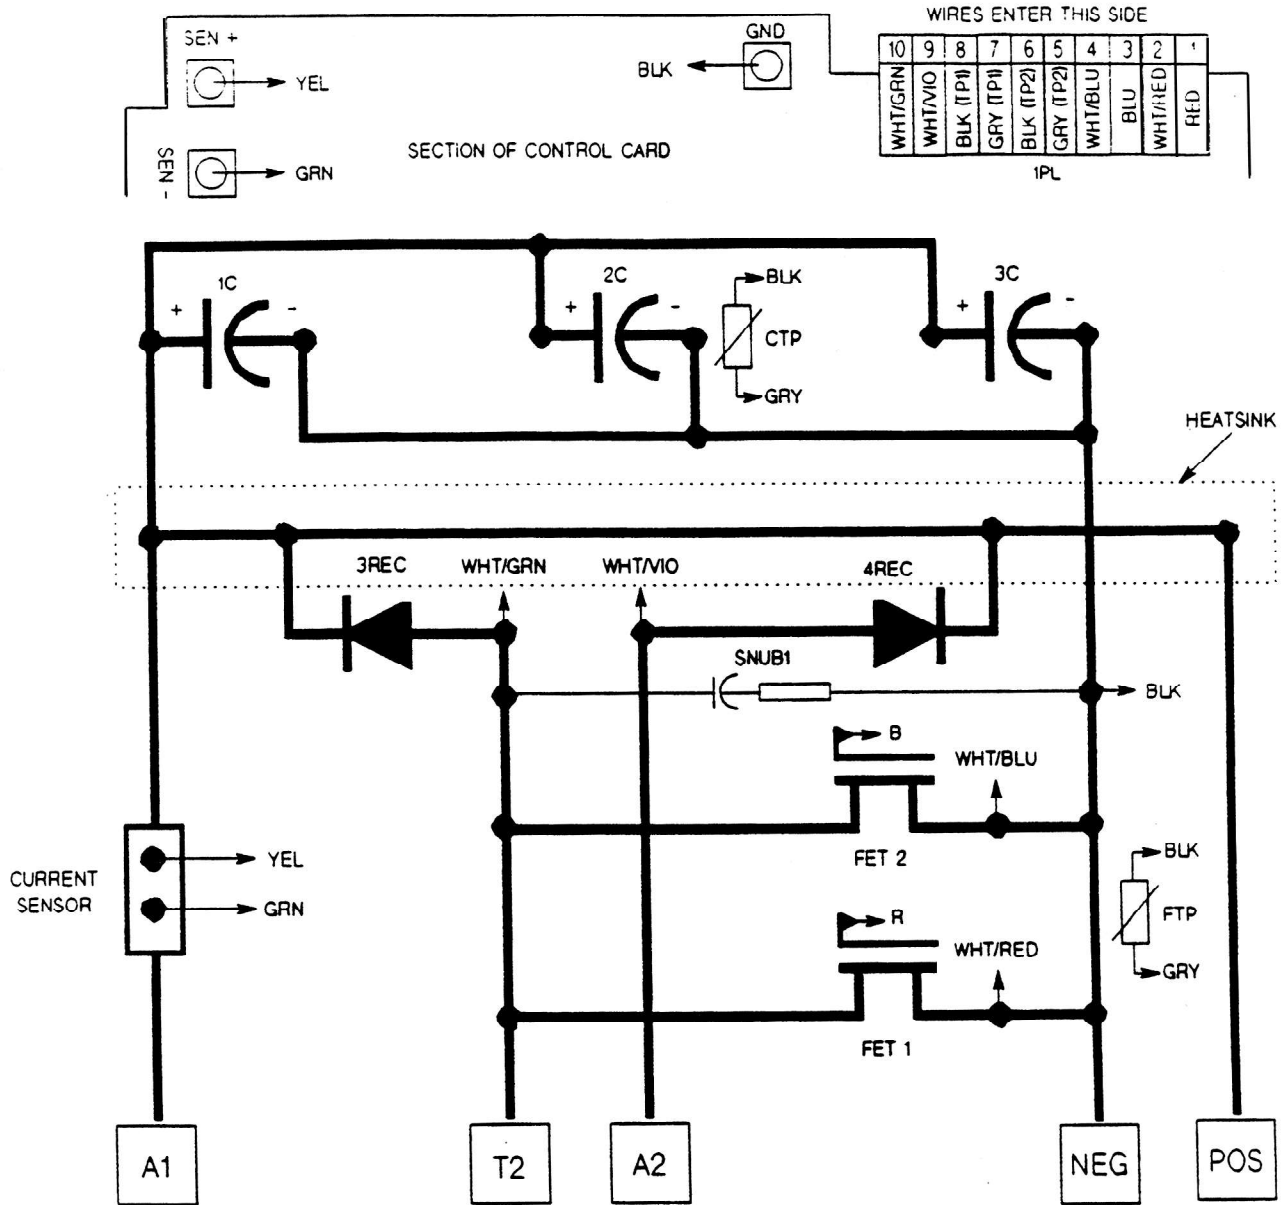 WIRES ENTER THIS SIDE
SEN +
GND
10 9 8 7 6 5 4 3 2 1
BLK
YEL
WHT/GRN
WHT/VIO
BLK (TP1)
GRY (TP1)
BLK (TP2)
GRY (TP2)
WHT/BLU
BLU
WHT/RED
RED
SEN -
GRN
SECTION OF CONTROL CARD
1PL
1C
+ -
2C
+ -
BLK
CTP
GRY
3C
+ -
HEATSINK
3REC
WHT/GRN
WHT/VIO
4REC
SNUB1
BLK
B
WHT/BLU
FET 2
CURRENT
SENSOR
YEL
GRN
BLK
FTP
GRY
R
WHT/RED
FET 1
A1
T2
A2
NEG
POS